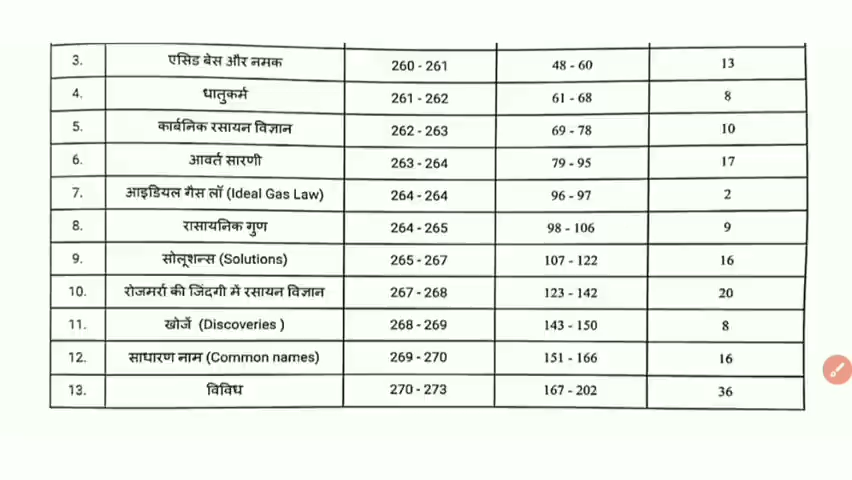 3. एसिड बेस और नमक 260 - 261 48 - 60 13
4. धातुकर्म 261 - 262 61 - 68 8
5. कार्बनिक रसायन विज्ञान 262 - 263 69 - 78 10
6. आवर्त सारणी 263 - 264 79 - 95 17
7. आइडियल गैस लॉ (Ideal Gas Law) 264 - 264 96 - 97 2
8. रासायनिक गुण 264 - 265 98 - 106 9
9. सोलूशन्स (Solutions) 265 - 267 107 - 122 16
10. रोजमर्रा की जिंदगी में रसायन विज्ञान 267 - 268 123 - 142 20
11. खोजें (Discoveries ) 268 - 269 143 - 150 8
12. साधारण नाम (Common names) 269 - 270 151 - 166 16
13. विविध 270 - 273 167 - 202 36